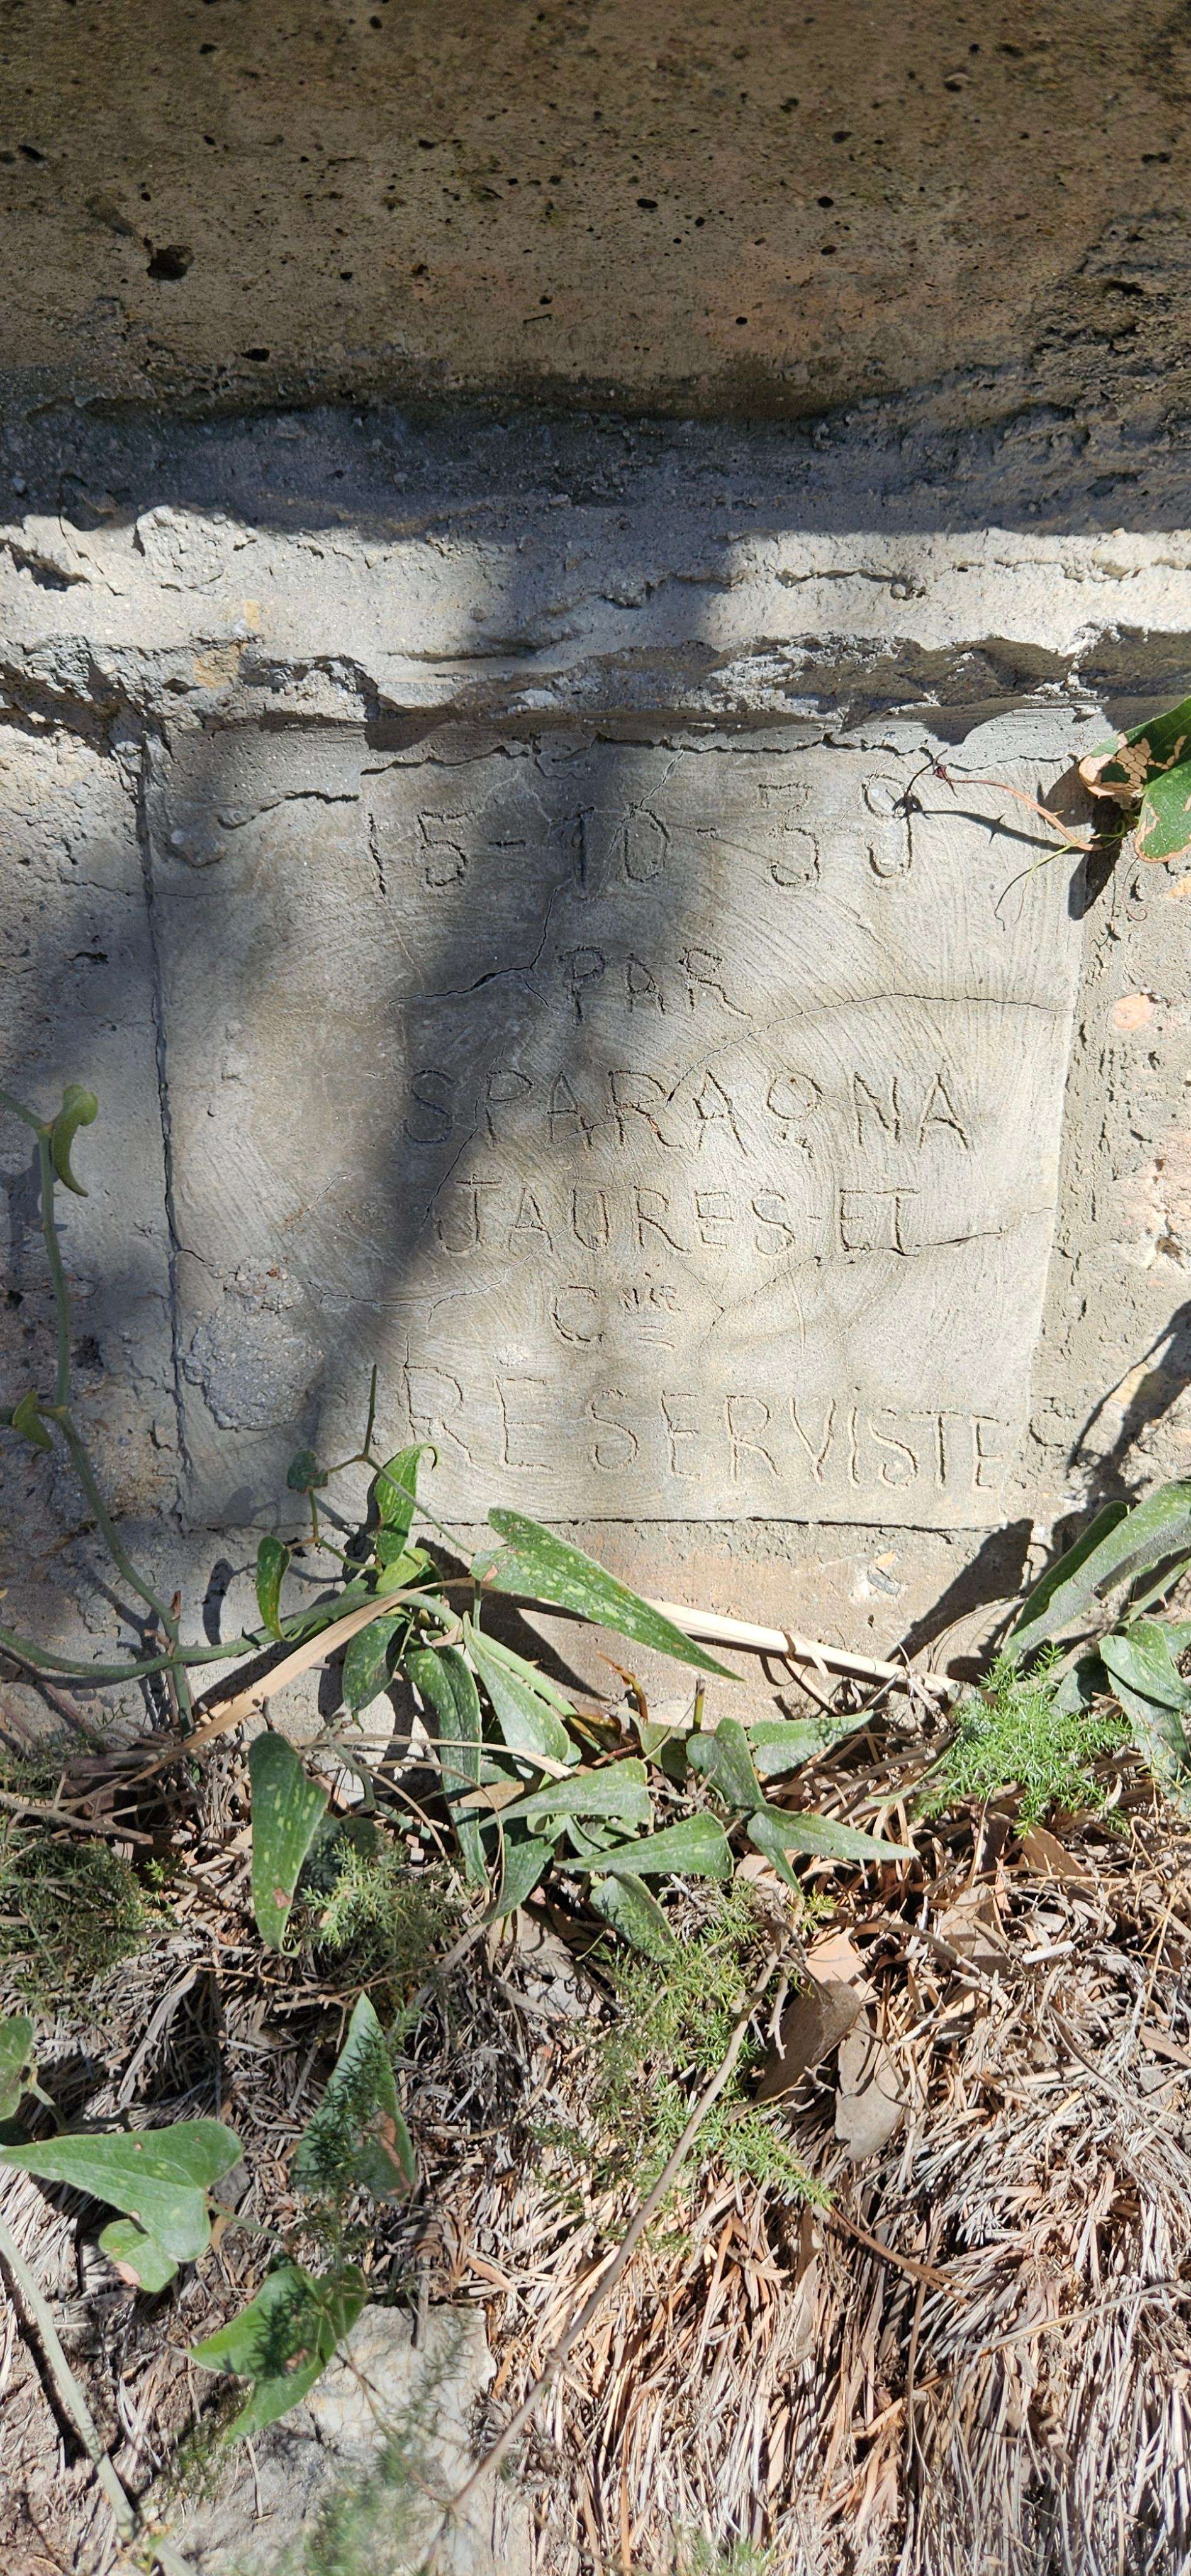 15-10-39
PAR
SPARAGNA
JAURES-ET
Cⁿⁱᵉ
RESERVISTE